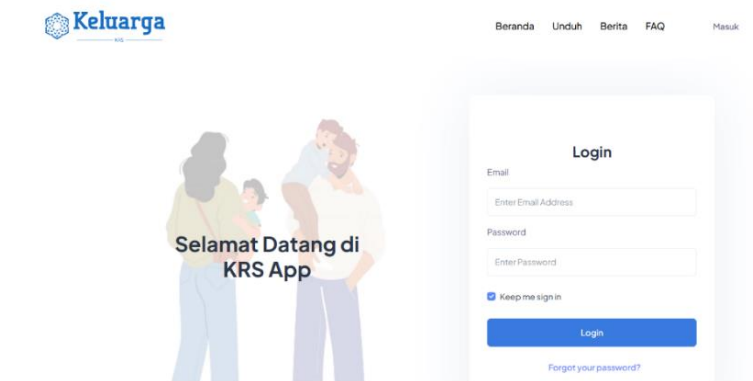 Keluarga
KRS
Beranda Unduh Berita FAQ Masuk
Selamat Datang di
KRS App
Login
Email
Enter Email Address
Password
Enter Password
Keep me sign in
Login
Forgot your password?